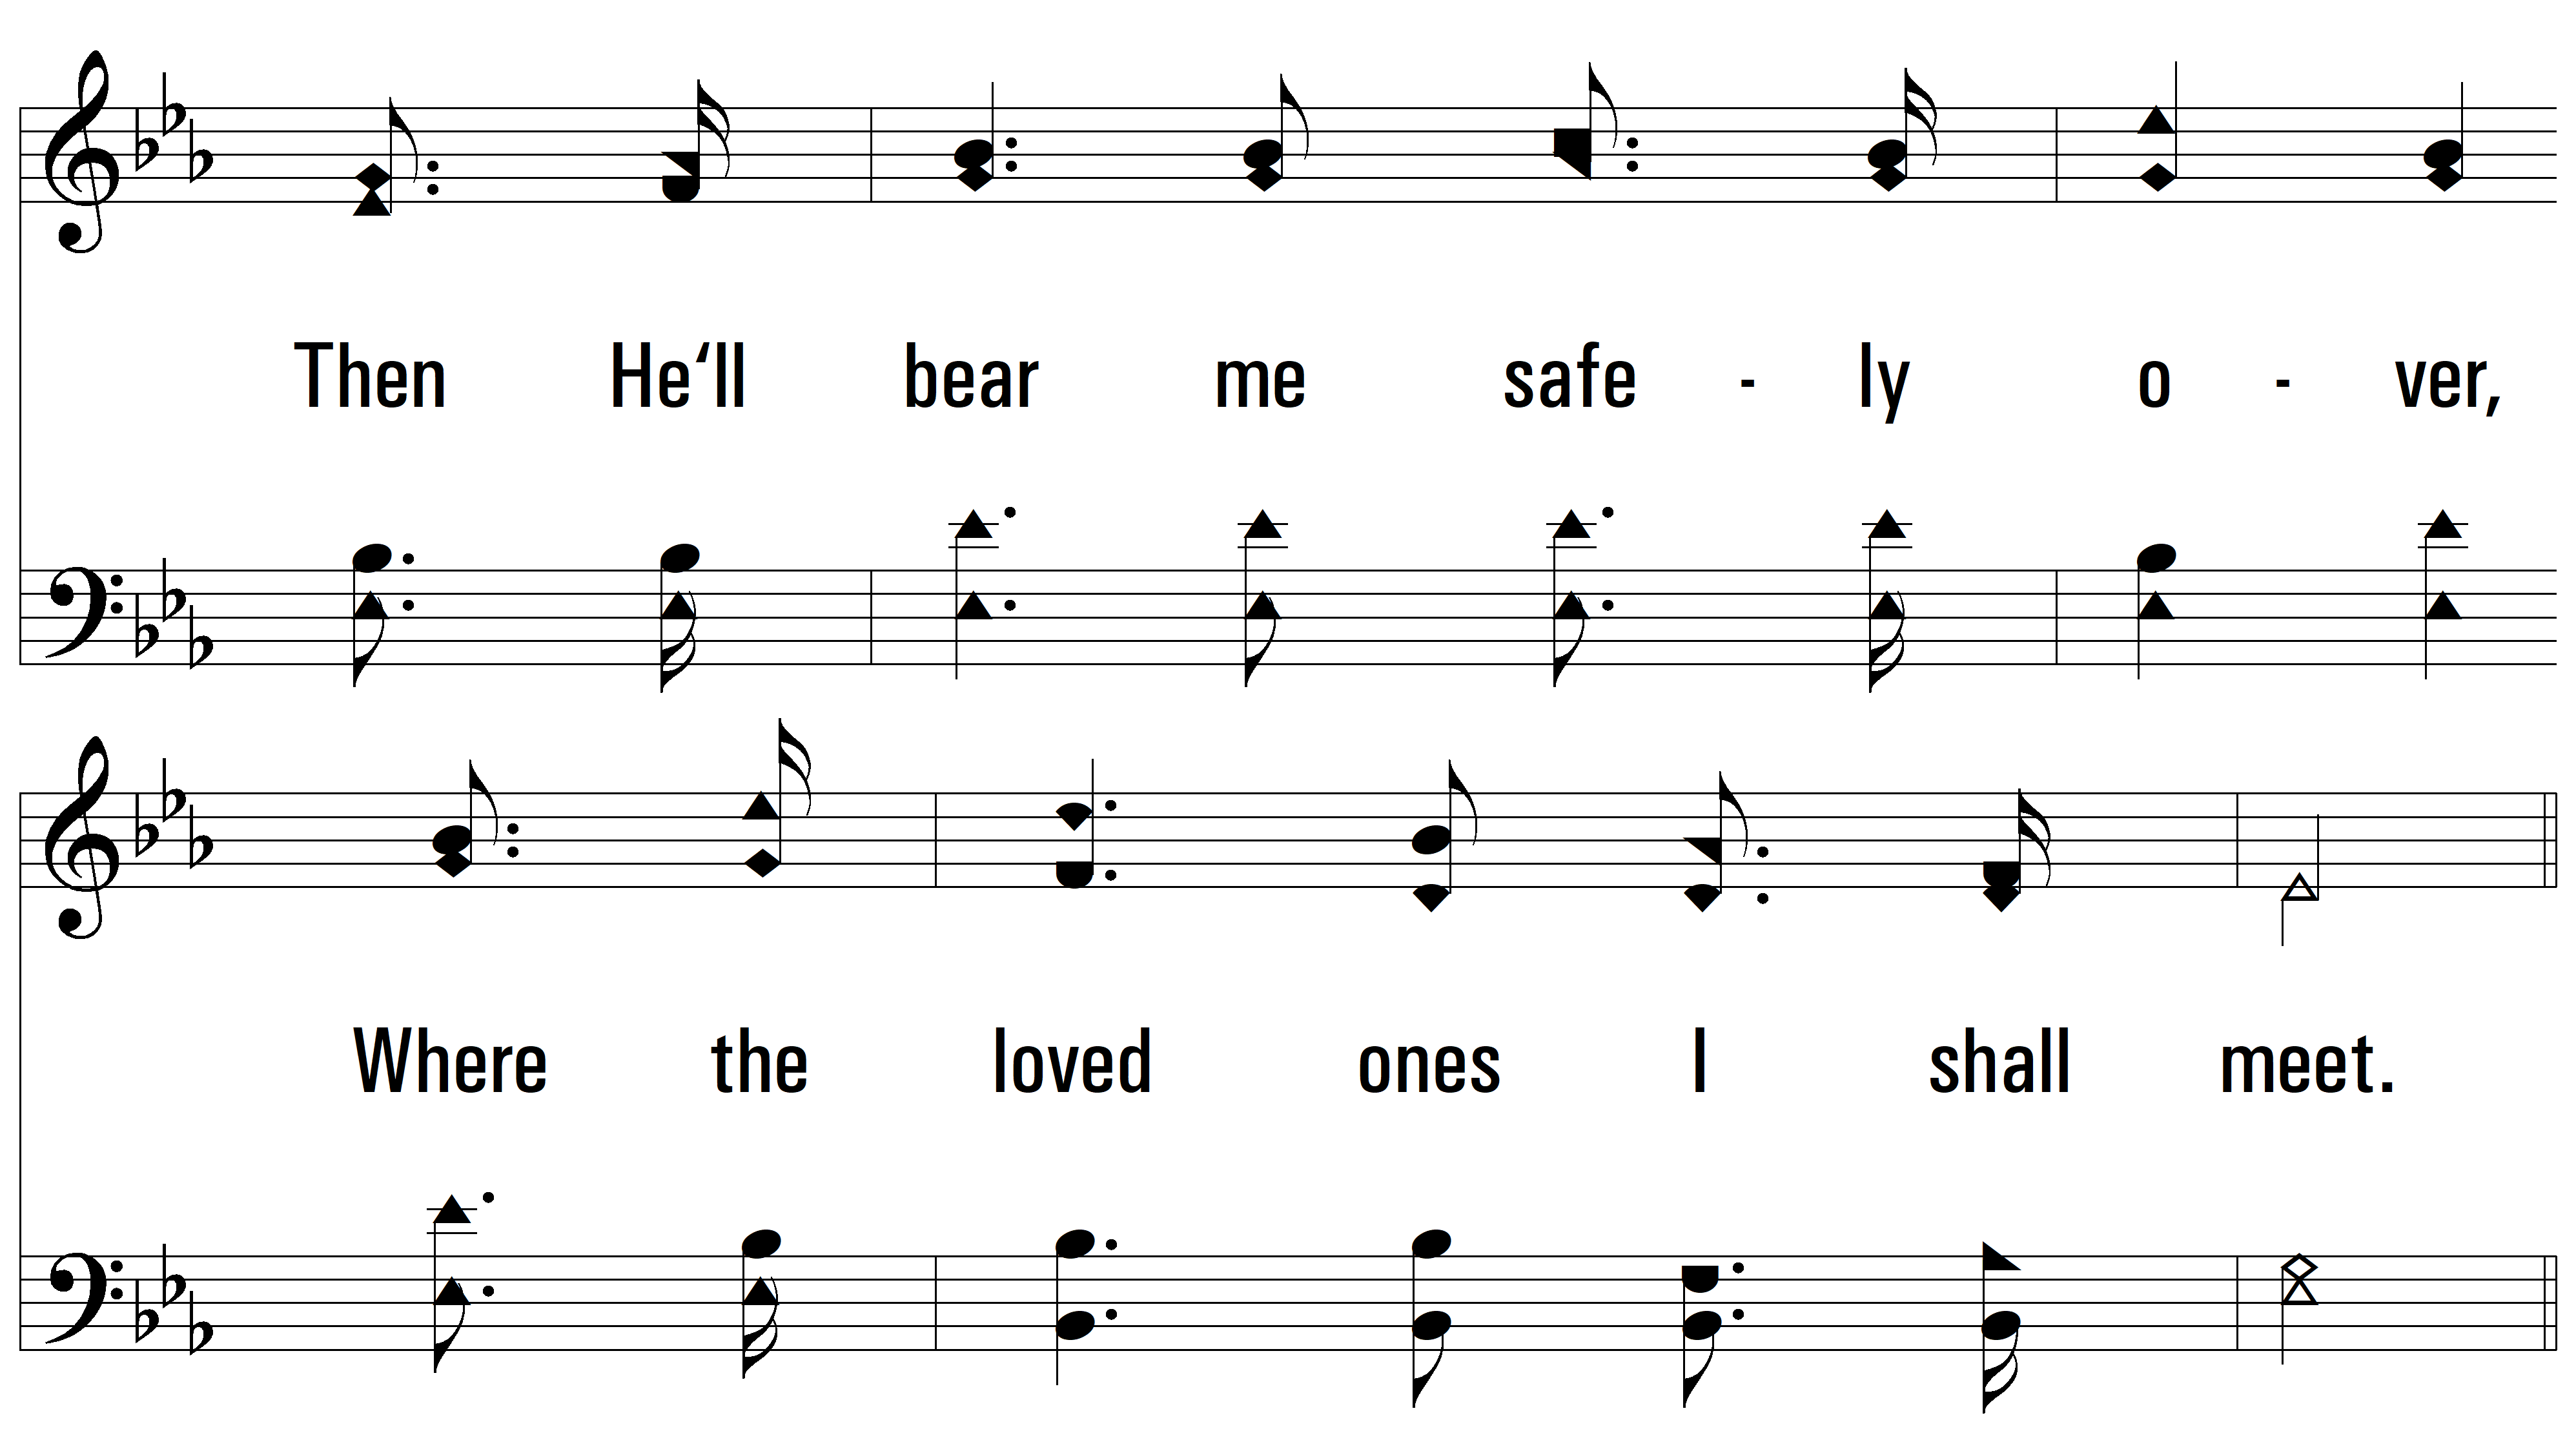 Then He‘ll bear me safe - ly o - ver,
Where the loved ones I shall meet.